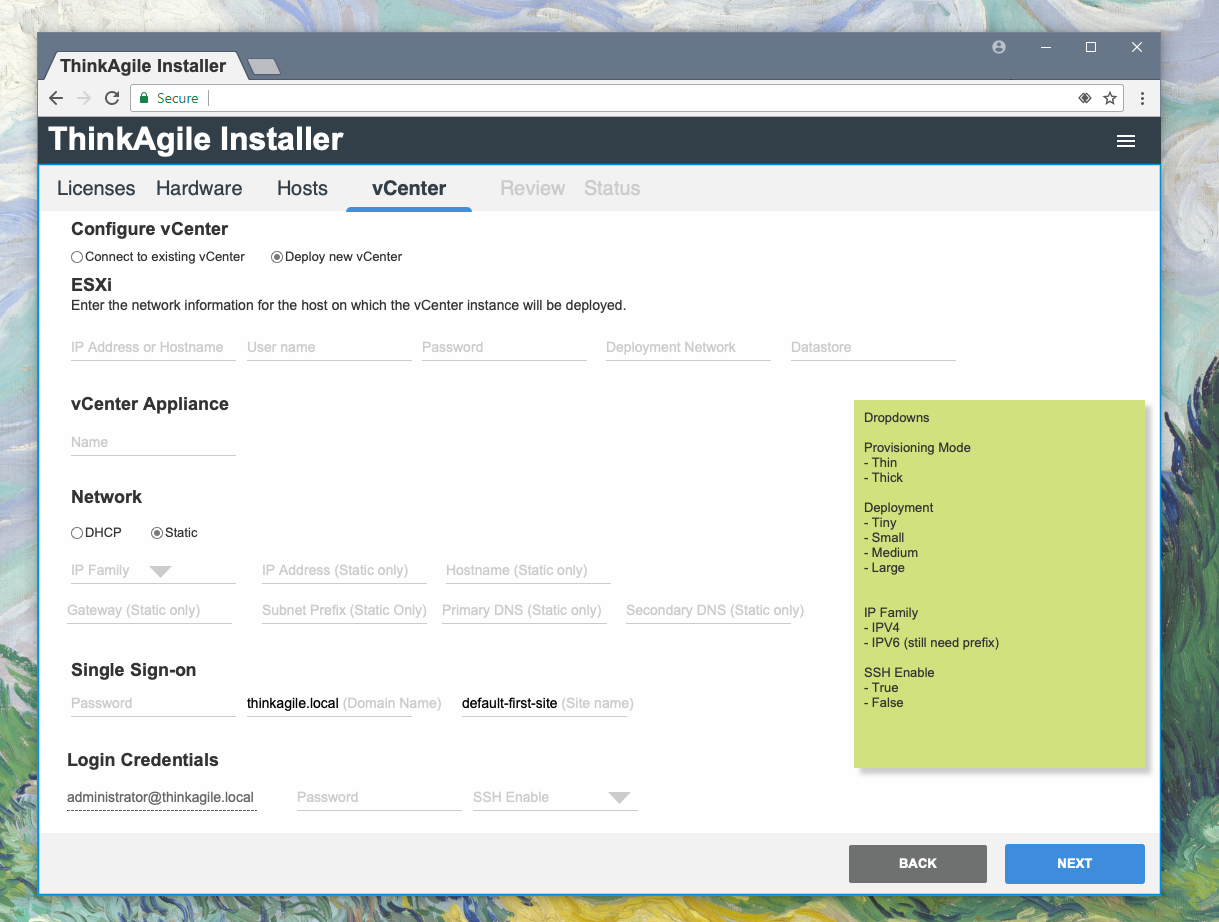 ThinkAgile Installer
Secure
ThinkAgile Installer
Licenses Hardware Hosts vCenter Review Status
Configure vCenter
Connect to existing vCenter Deploy new vCenter
ESXi
Enter the network information for the host on which the vCenter instance will be deployed.
IP Address or Hostname User name Password Deployment Network Datastore
vCenter Appliance
Name
Network
DHCP Static
IP Family IP Address (Static only) Hostname (Static only)
Gateway (Static only) Subnet Prefix (Static Only) Primary DNS (Static only) Secondary DNS (Static only)
Single Sign-on
Password thinkagile.local (Domain Name) default-first-site (Site name)
Login Credentials
administrator@thinkagile.local Password SSH Enable
Dropdowns
Provisioning Mode
- Thin
- Thick
Deployment
- Tiny
- Small
- Medium
- Large
IP Family
- IPV4
- IPV6 (still need prefix)
SSH Enable
- True
- False
BACK NEXT